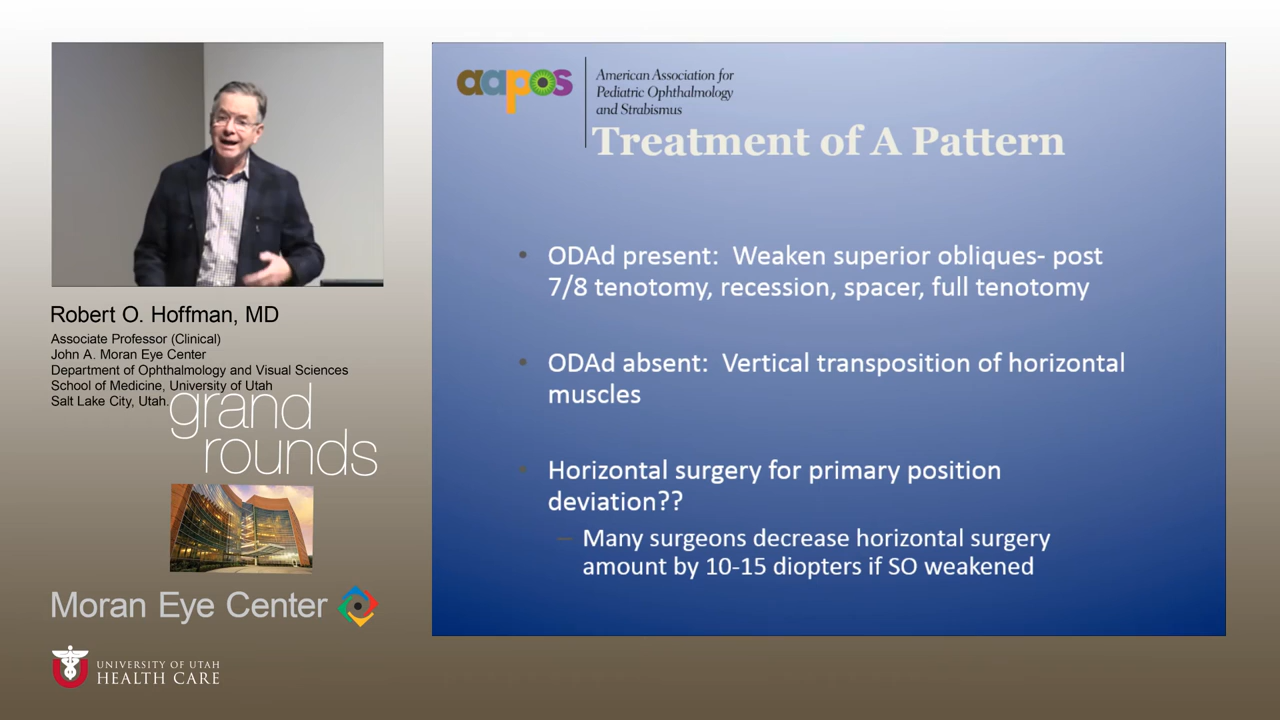 Robert O. Hoffman, MD
Associate Professor (Clinical)
John A. Moran Eye Center
Department of Ophthalmology and Visual Sciences
School of Medicine, University of Utah
Salt Lake City, Utah.
grand
rounds
Moran Eye Center
UNIVERSITY OF UTAH
HEALTH CARE
aapos
American Association for
Pediatric Ophthalmology
and Strabismus
Treatment of A Pattern
• ODAd present: Weaken superior obliques- post
7/8 tenotomy, recession, spacer, full tenotomy
• ODAd absent: Vertical transposition of horizontal
muscles
• Horizontal surgery for primary position
deviation??
– Many surgeons decrease horizontal surgery
amount by 10-15 diopters if SO weakened